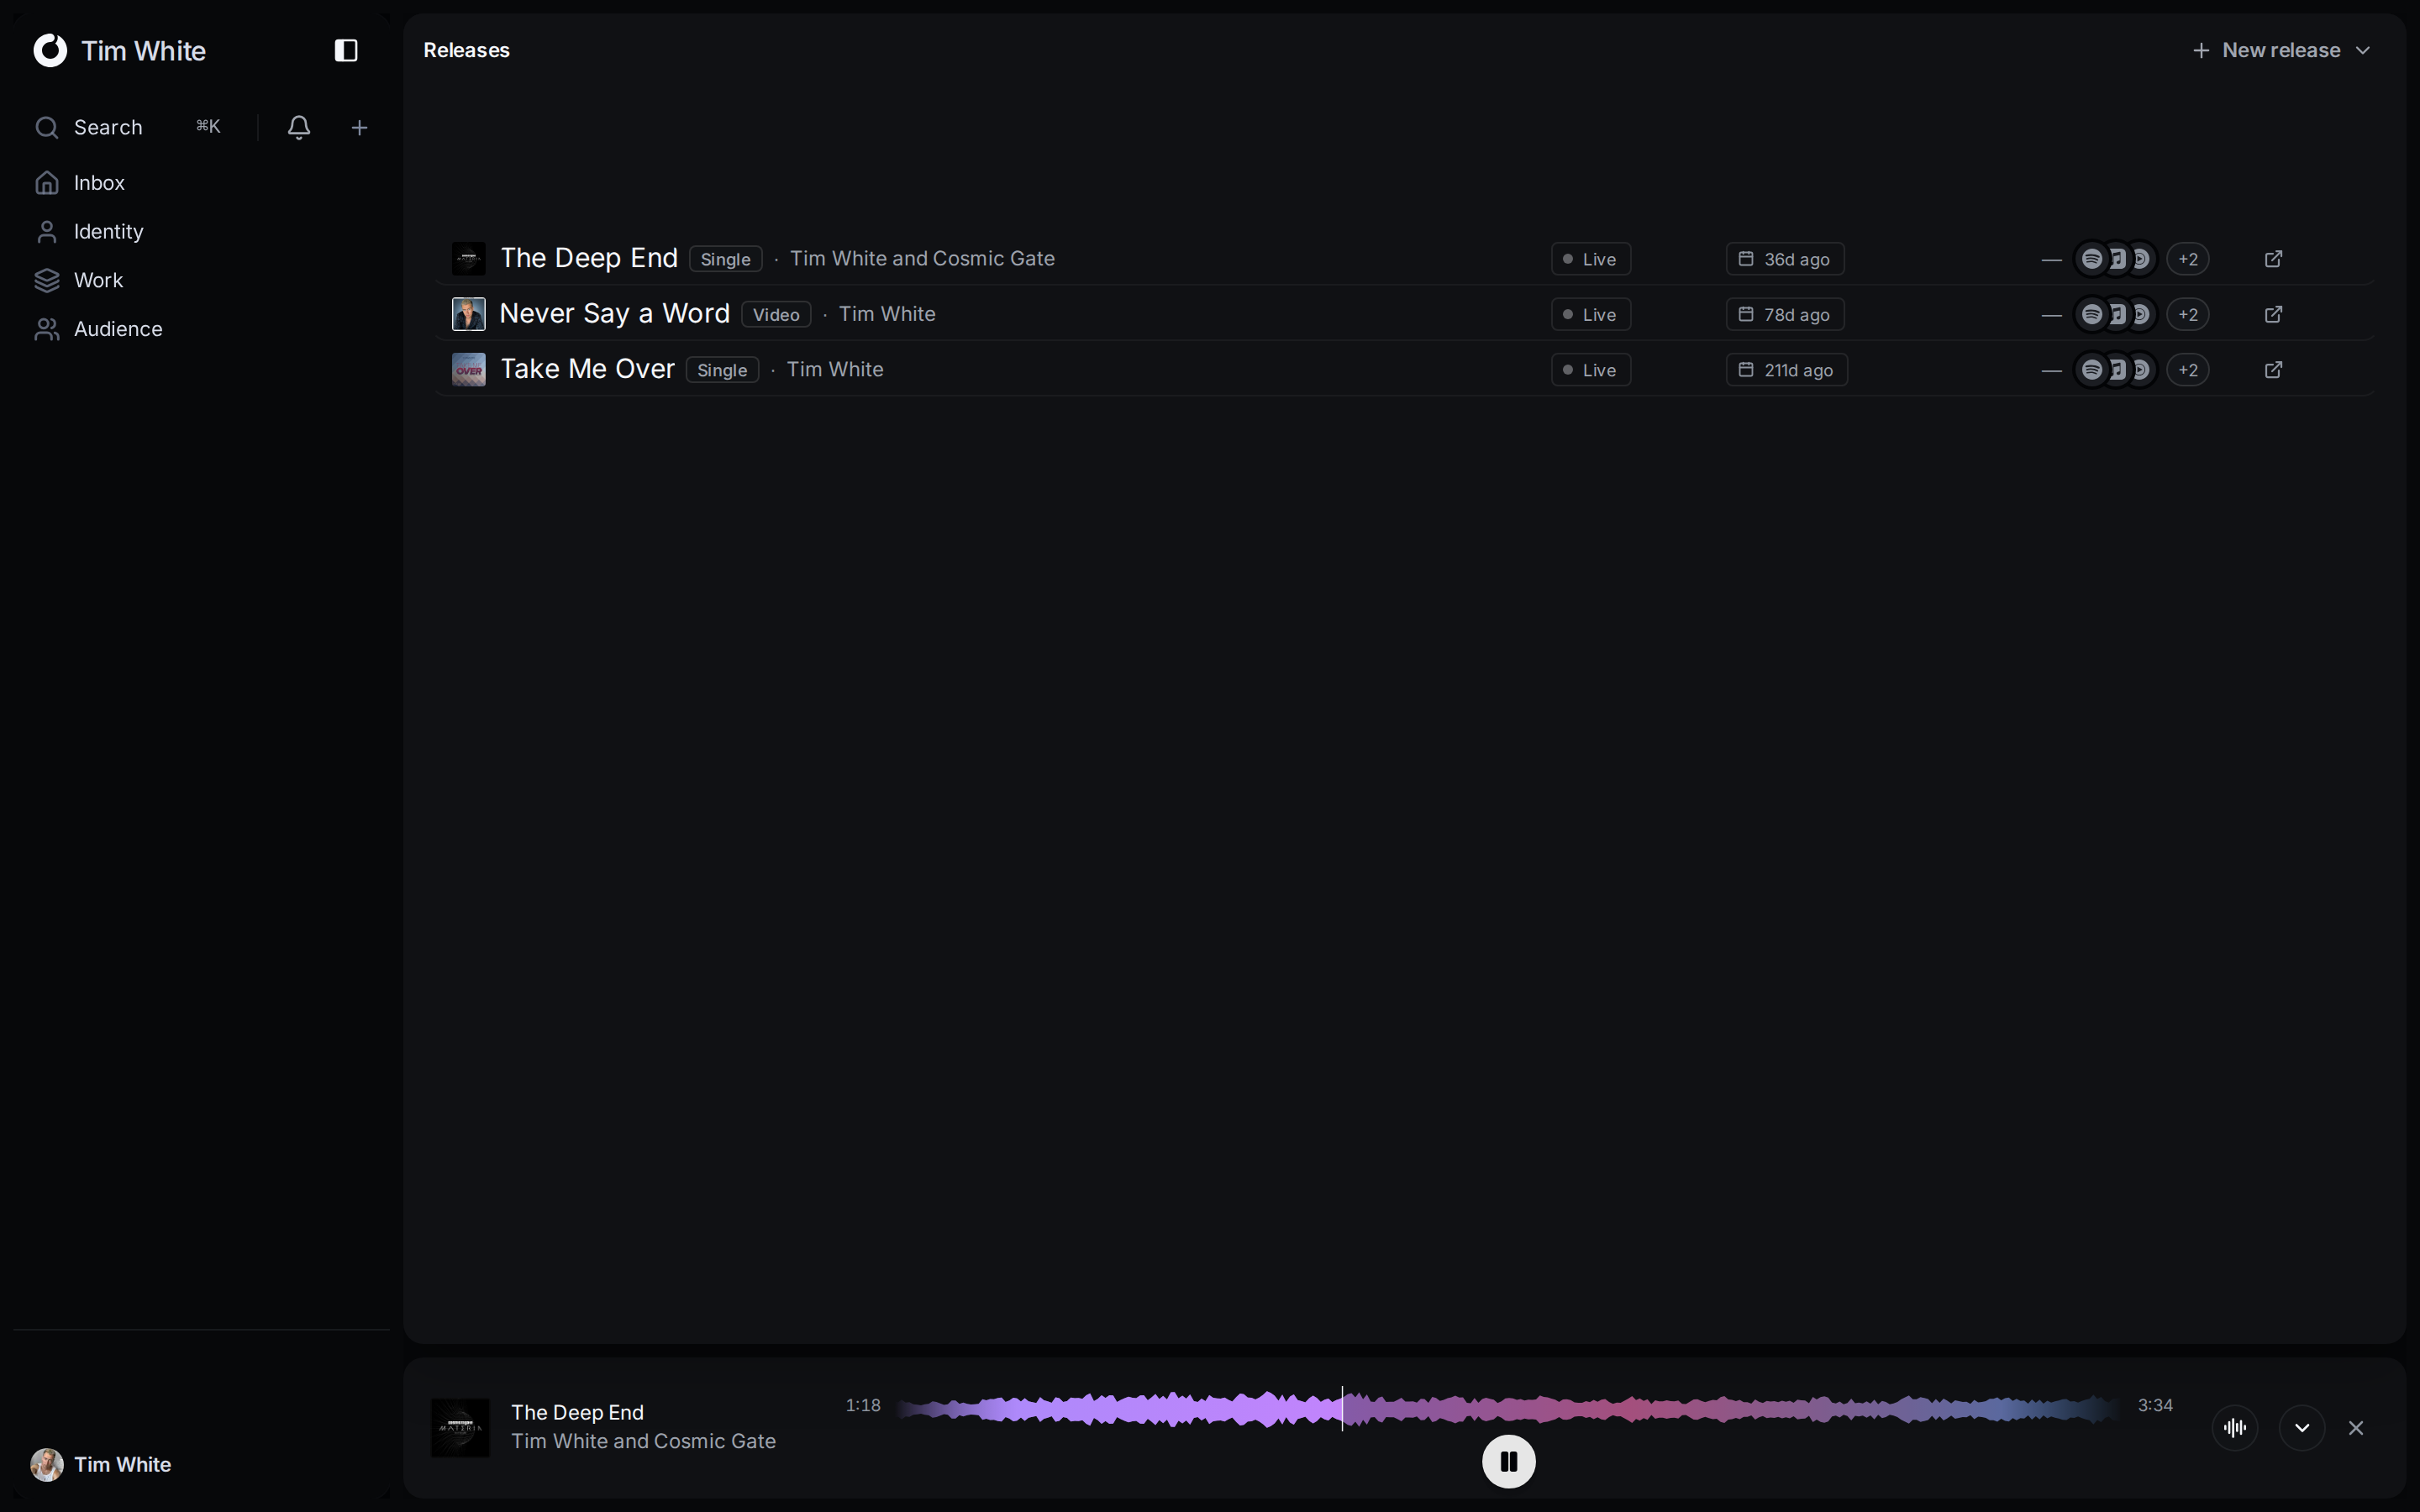 Tim White
Search ⌘K
Inbox
Identity
Work
Audience
Tim White
Releases
New release
The Deep End Single · Tim White and Cosmic Gate Live 36d ago — +2
Never Say a Word Video · Tim White Live 78d ago — +2
OVER
Take Me Over Single · Tim White Live 211d ago — +2
MATERIA
The Deep End
Tim White and Cosmic Gate
1:18
3:34